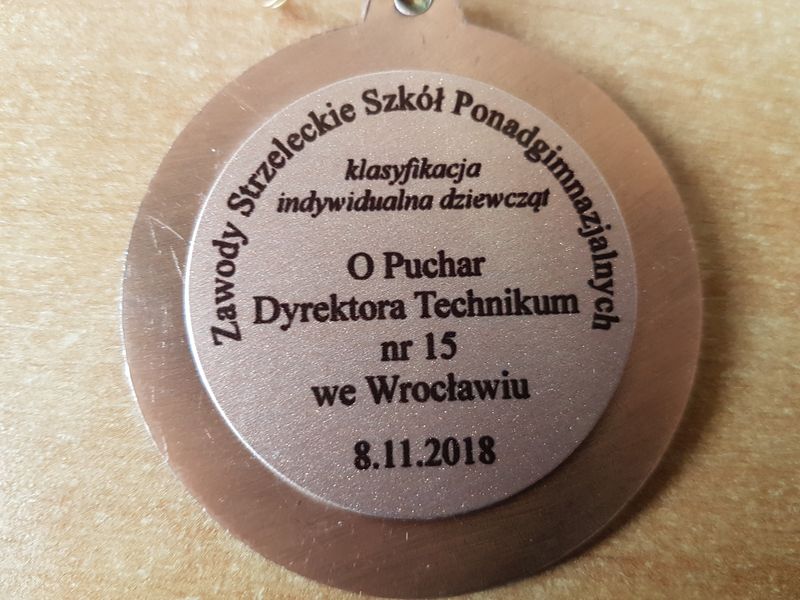 Zawody Strzeleckie Szkół Ponadgimnazjalnych
klasyfikacja
indywidualna dziewcząt
O Puchar
Dyrektora Technikum
nr 15
we Wrocławiu
8.11.2018